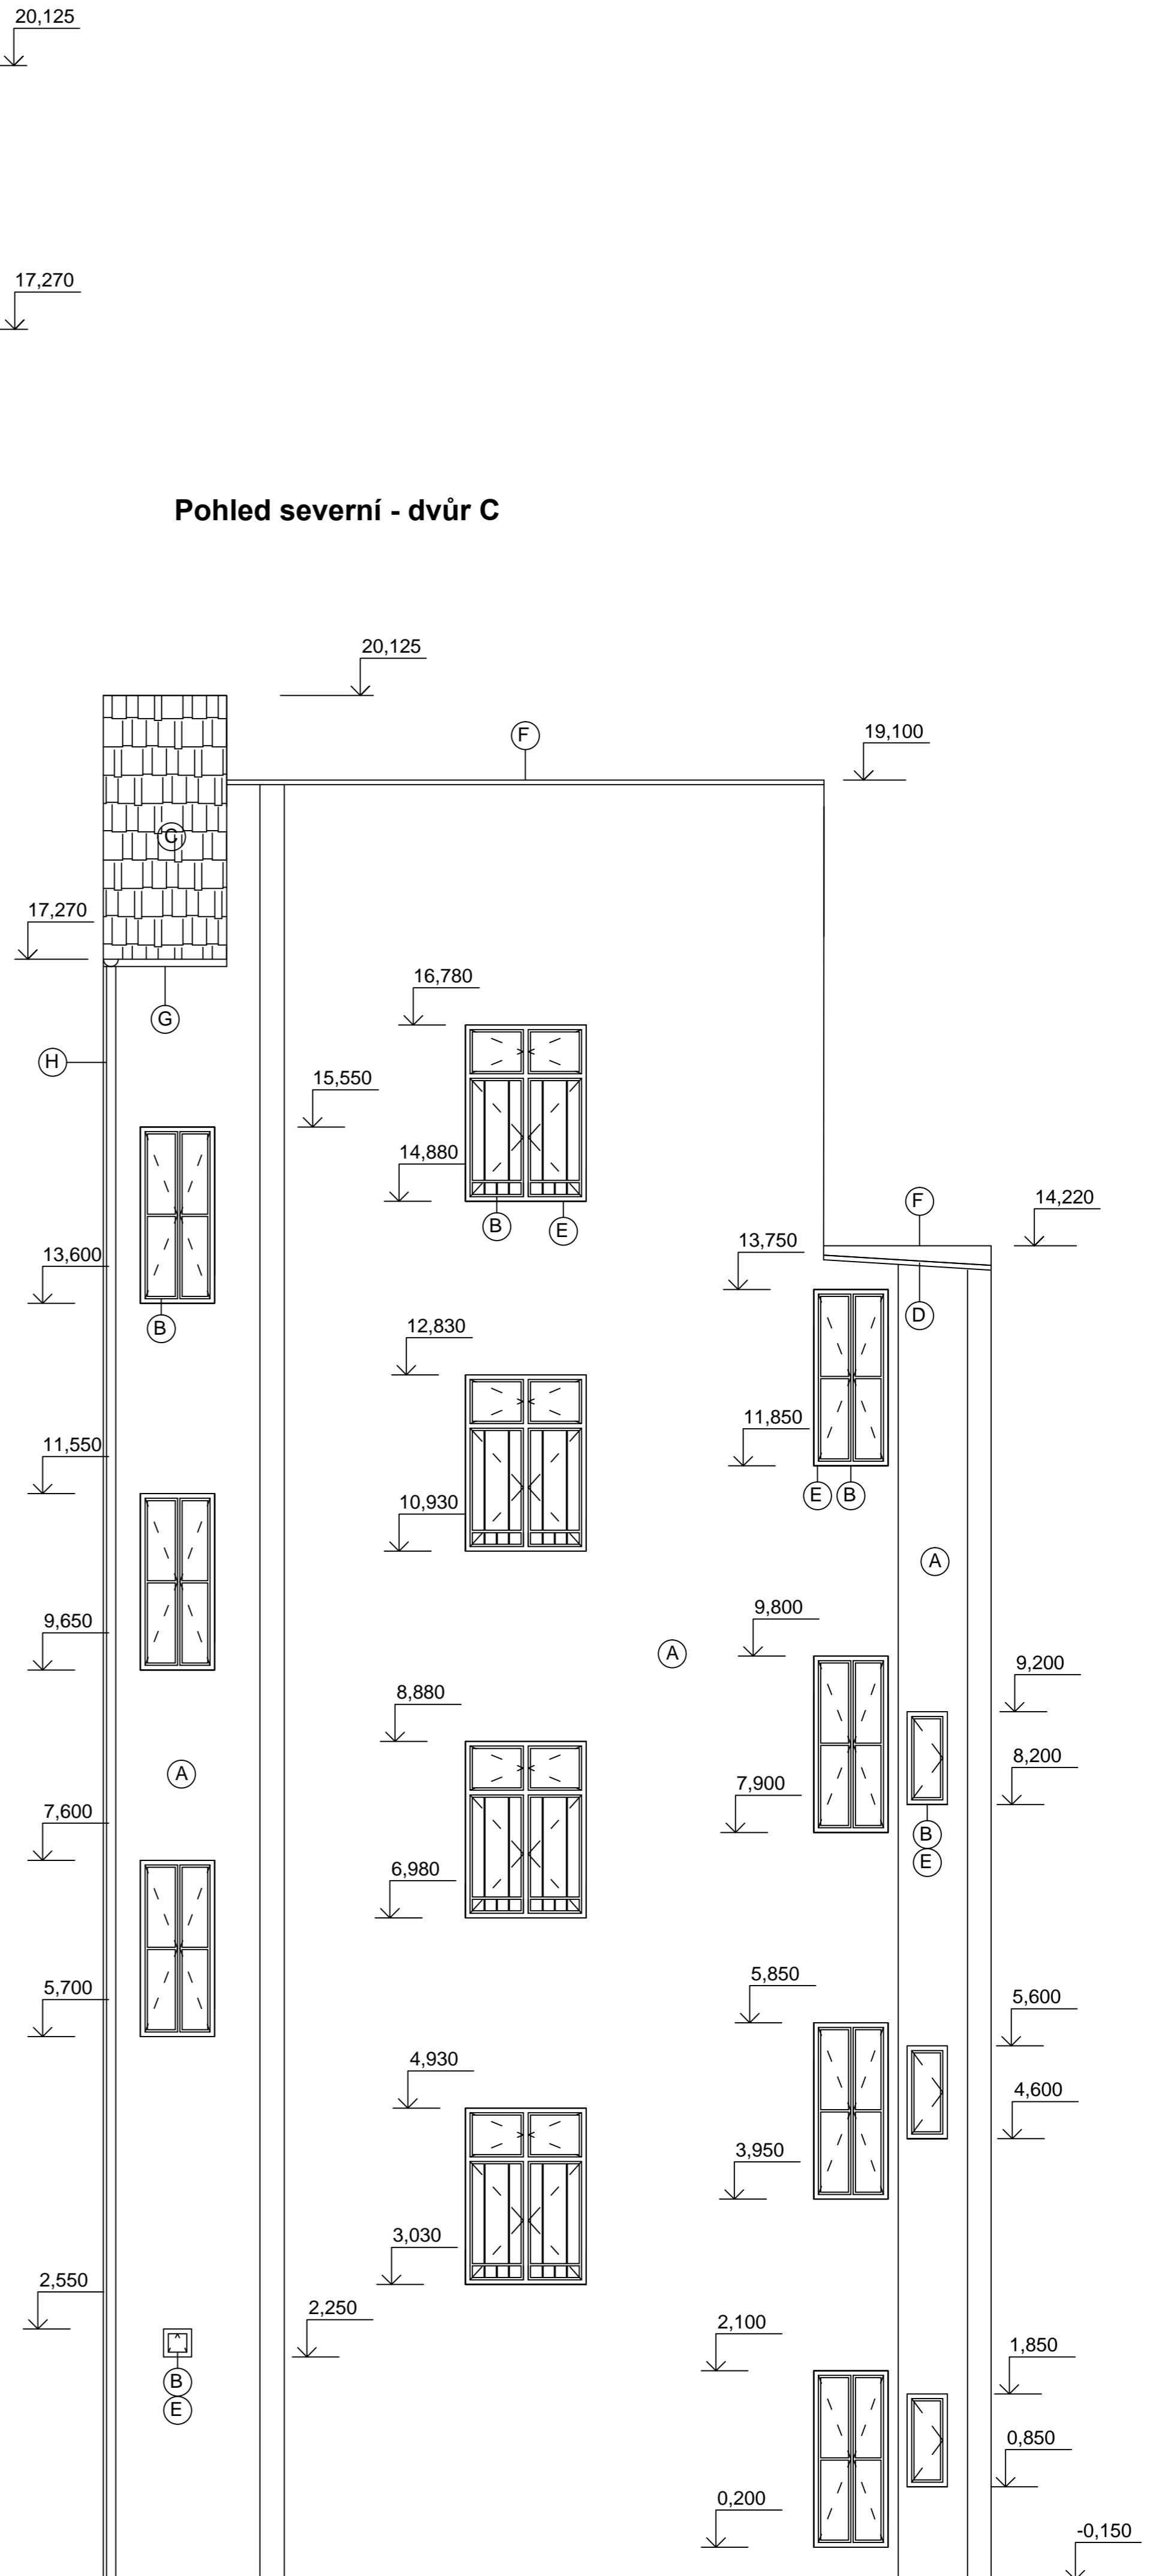 20,125
17,270
Pohled severní - dvůr C
20,125
F
19,100
C
17,270
16,780
G
H
15,550
14,880
F
14,220
B
E
13,750
13,600
D
B
12,830
11,850
11,550
E
B
10,930
A
9,800
9,650
A
9,200
8,880
8,200
A
7,900
7,600
B
E
6,980
5,850
5,700
5,600
4,930
4,600
3,950
3,030
2,550
2,250
2,100
1,850
B
E
0,850
0,200
-0,150